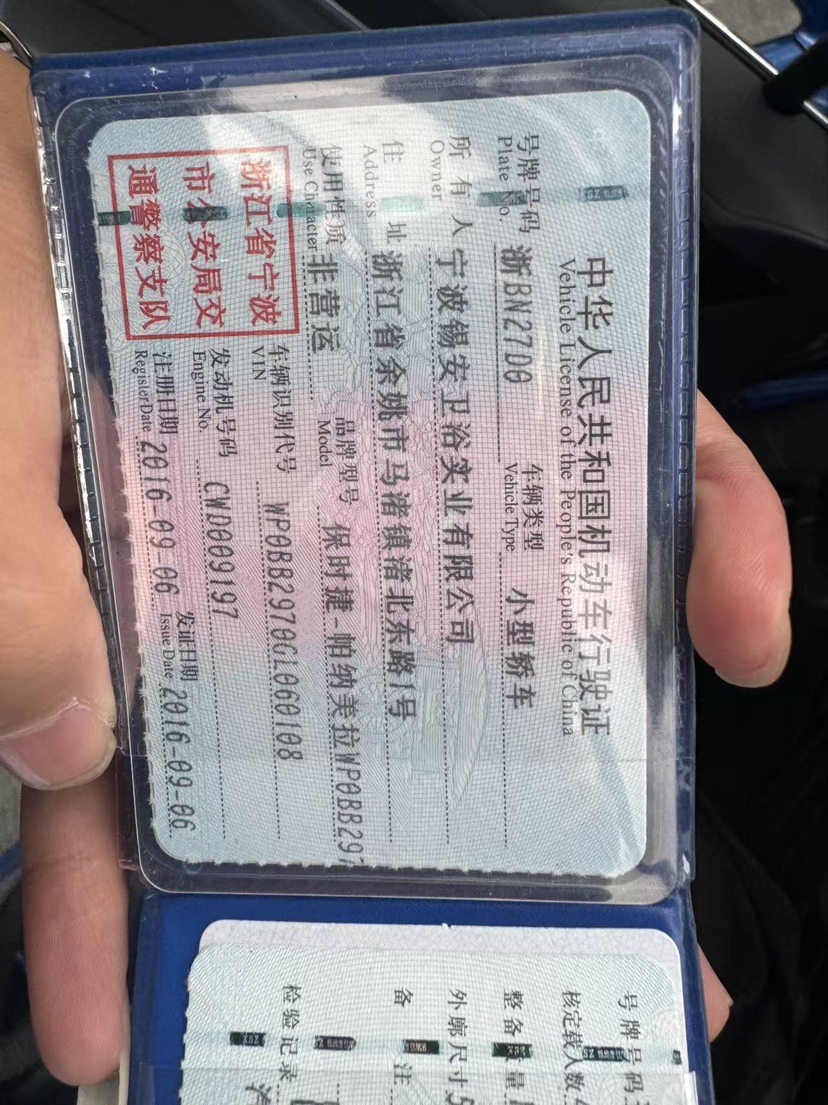 中华人民共和国机动车行驶证
Vehicle License of the People's Republic of China
号牌号码 浙BN27D0 车辆类型 小型轿车
Plate No. Vehicle Type
所有人 宁波锡安卫浴实业有限公司
Owner
住址 浙江省余姚市马渚镇渚北东路1号
Address
使用性质 非营运 品牌型号 保时捷-帕纳美拉WP0BB297
Use Character Model
浙江省宁波
市公安局交
通警察支队
车辆识别代号 WP0BB2970GL060108
VIN
发动机号码 CWD009197
Engine No.
注册日期 2016-09-06 发证日期 2016-09-06
Register Date Issue Date
号牌号码
核定载人数
整备质量
外廓尺寸
备注
检验记录